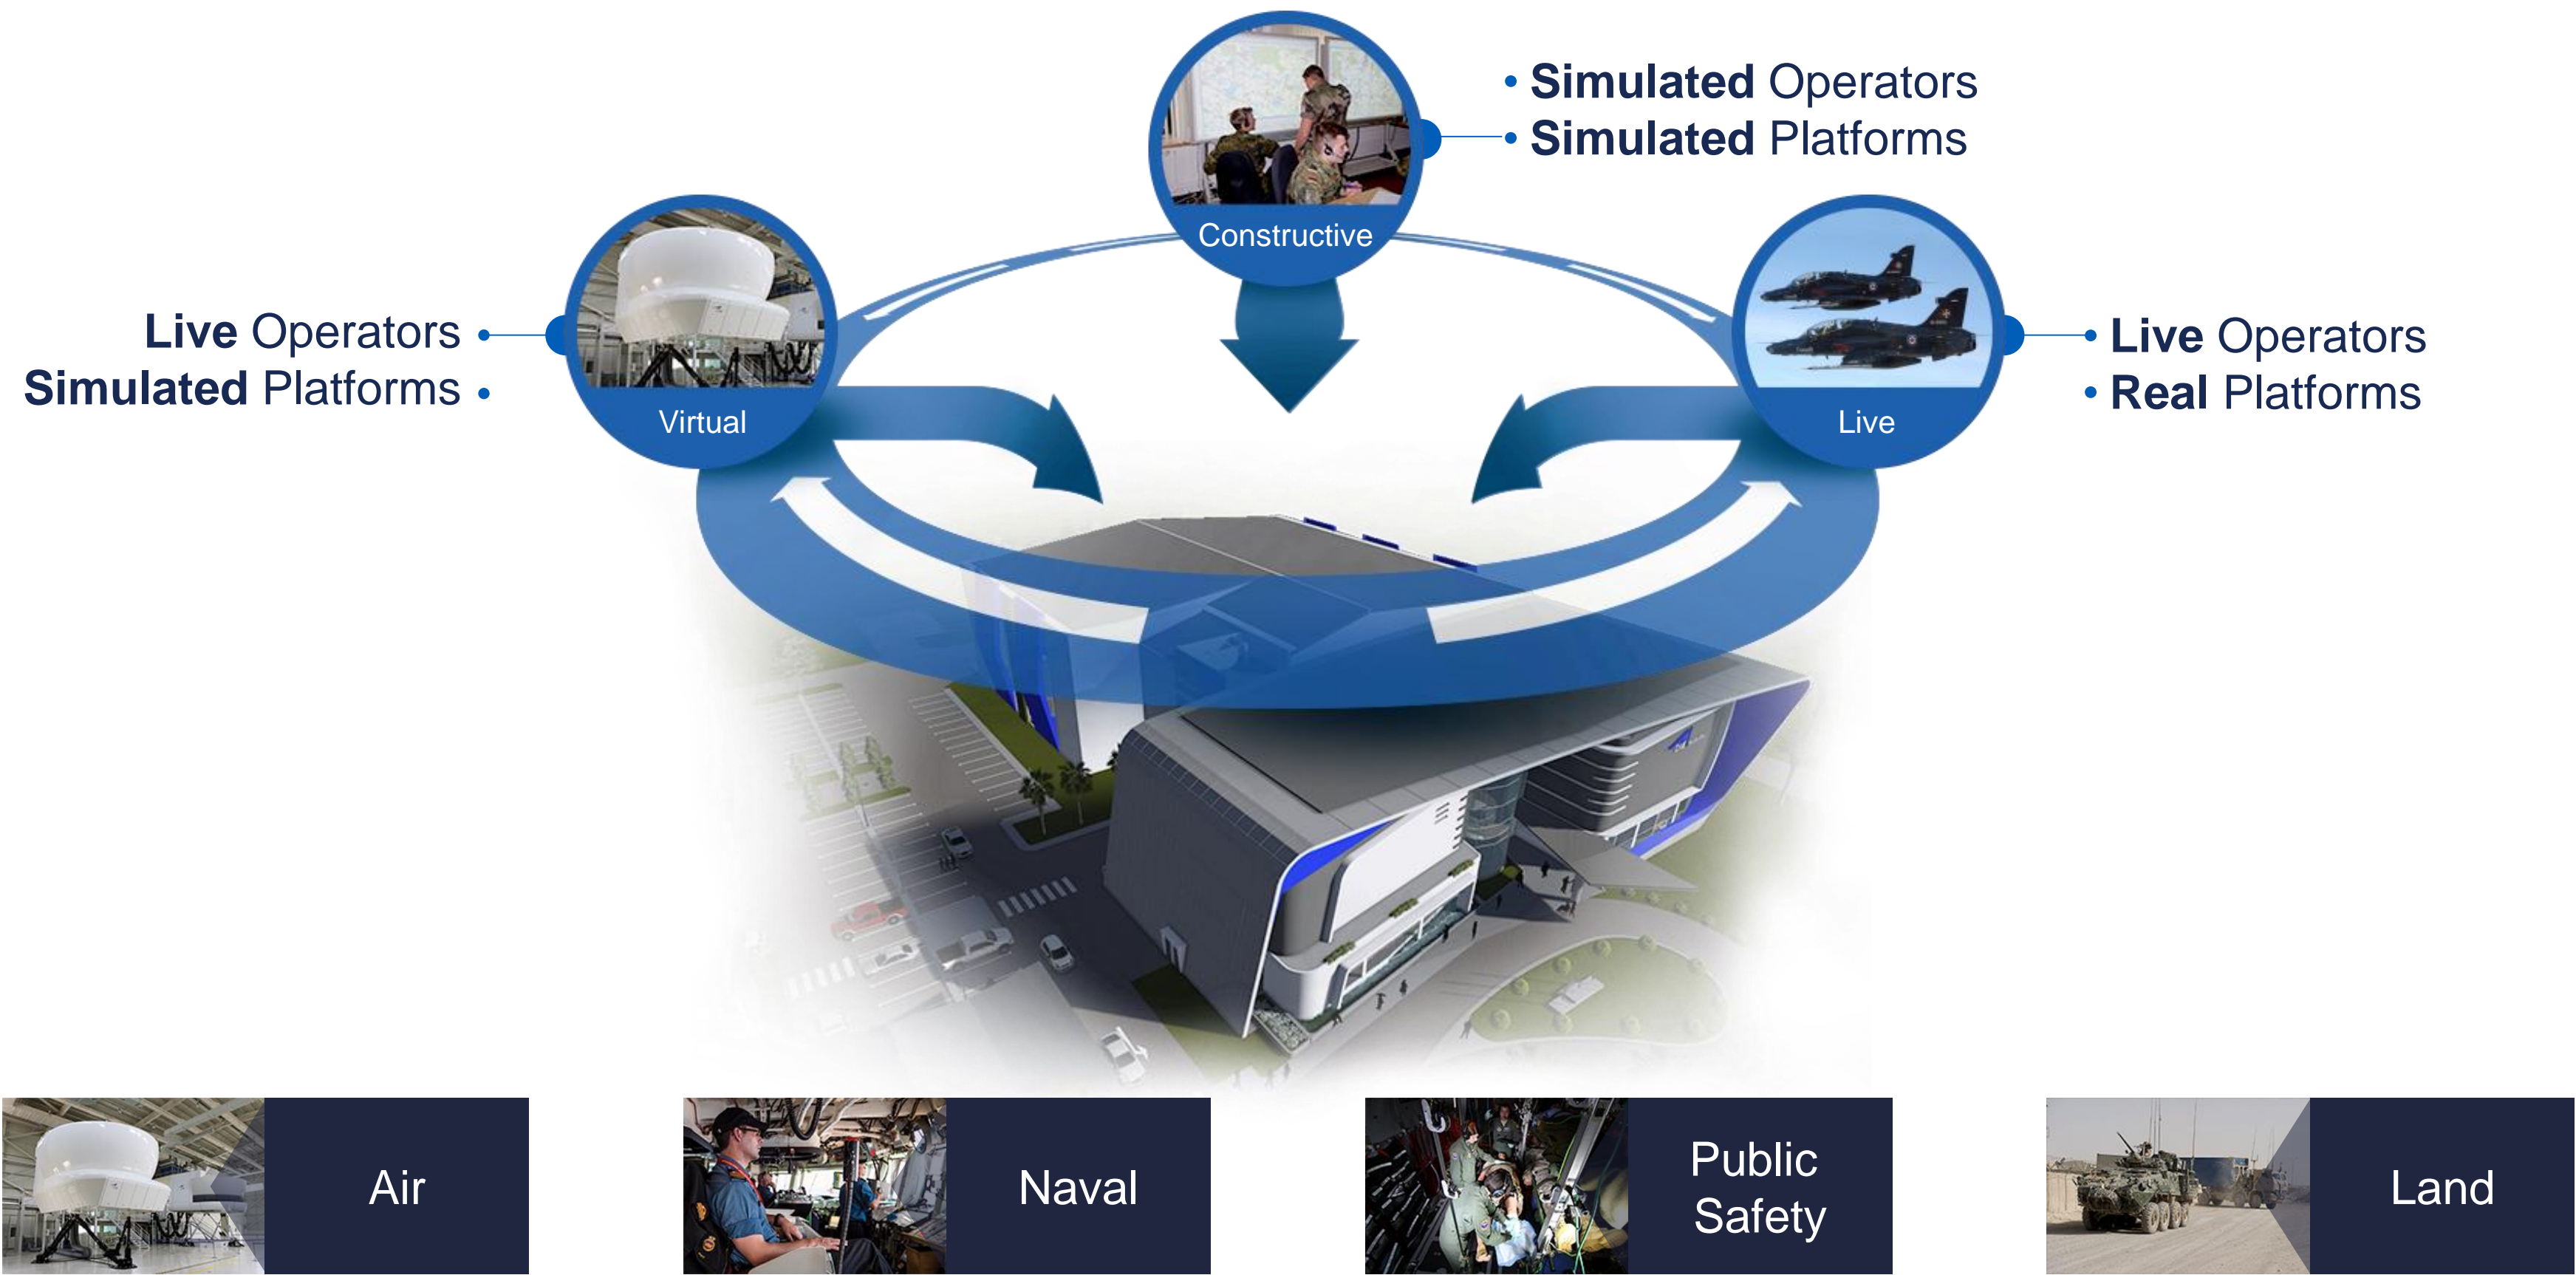 • Simulated Operators
• Simulated Platforms
Constructive
Live Operators •
Simulated Platforms •
Virtual
Live
• Live Operators
• Real Platforms
Air
Naval
Public
Safety
Land